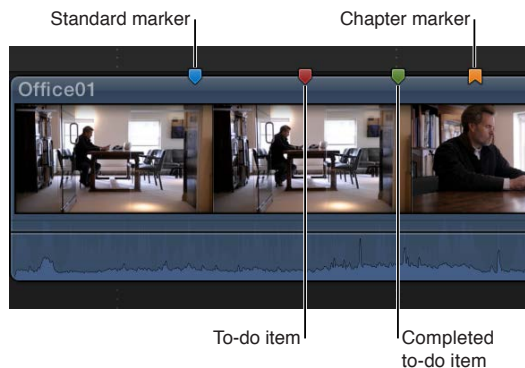 Standard marker
Chapter marker
Office01
To-do item
Completed
to-do item